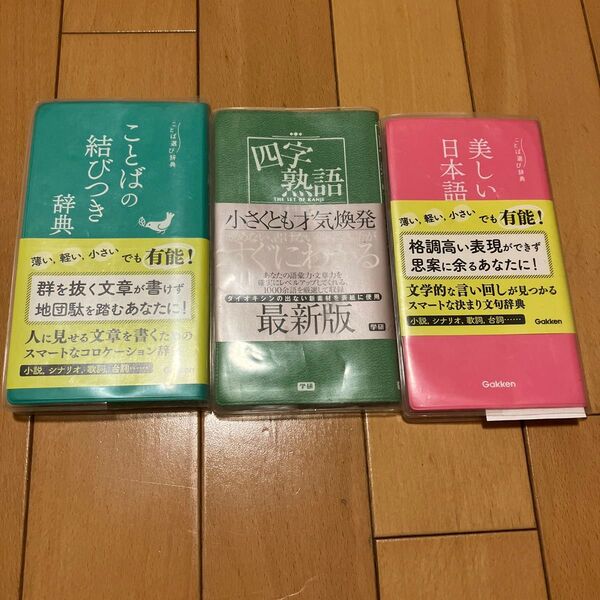 ことば選び辞典
ことばの
結びつき
辞典
薄い、軽い、小さい でも有能!
群を抜く文章が書けず
地団駄を踏むあなたに!
人に見せる文章を書くための
スマートなコロケーション辞典
小説、シナリオ、歌詞、台詞……
Gakken
四字
熟語
THE SET OF KANJI
小さくとも才気煥発
すぐにわかる
あなたの語彙力・文章力を
確実にレベルアップしてくれる、
1000余語を厳選して収録
ダイオキシンの出ない新素材を表紙に使用
最新版
学研
学研
ことば選び辞典
美しい
日本語
薄い、軽い、小さい でも有能!
格調高い表現ができず
思案に余るあなたに!
文学的な言い回しが見つかる
スマートな決まり文句辞典
小説、シナリオ、歌詞、台詞……
Gakken
Gakken